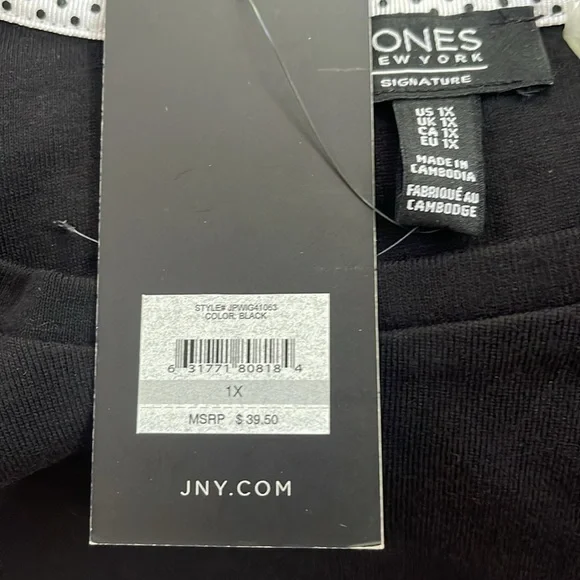 ONES
EW YORK
SIGNATURE
US 1X
UK 1X
CA 1X
EU 1X
MADE IN
CAMBODIA
FABRIQUÉ AU
CAMBODGE
STYLE# JPWIG41063
COLOR: BLACK
6 31771 80818 4
1X
MSRP $ 39.50
JNY.COM